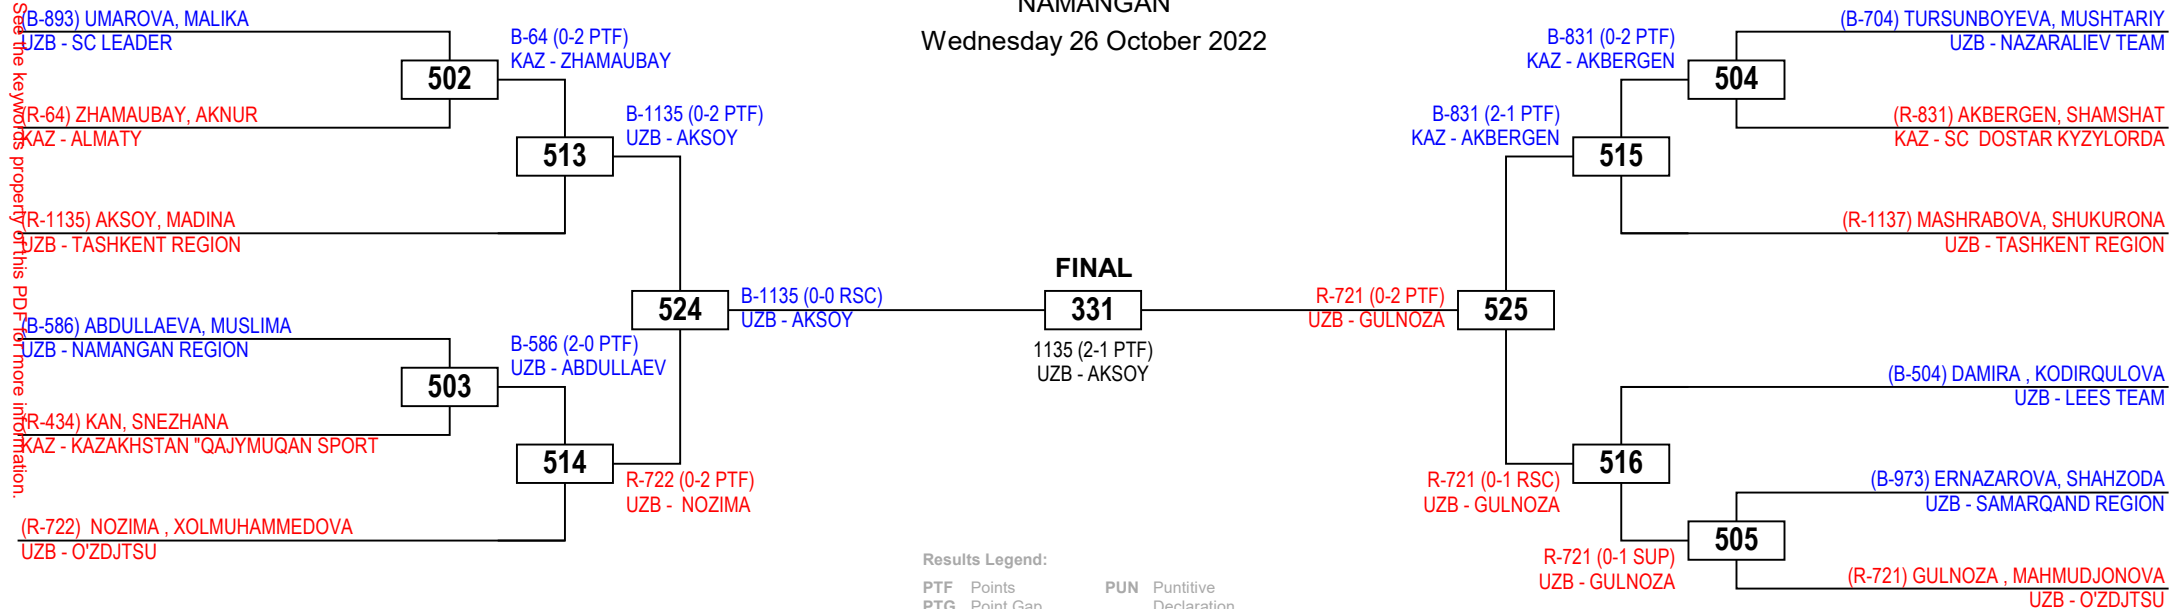 NAMANGAN
Wednesday 26 October 2022
See the keywords property of this PDF for more information.
(B-893) UMAROVA, MALIKA
UZB - SC LEADER
502
(R-64) ZHAMAUBAY, AKNUR
KAZ - ALMATY
B-64 (0-2 PTF)
KAZ - ZHAMAUBAY
513
(R-1135) AKSOY, MADINA
UZB - TASHKENT REGION
B-1135 (0-2 PTF)
UZB - AKSOY
524
(B-586) ABDULLAEVA, MUSLIMA
UZB - NAMANGAN REGION
503
(R-434) KAN, SNEZHANA
KAZ - KAZAKHSTAN "QAJYMUQAN SPORT
B-586 (2-0 PTF)
UZB - ABDULLAEV
514
(R-722)  NOZIMA , XOLMUHAMMEDOVA
UZB - O'ZDJTSU
R-722 (0-2 PTF)
UZB -  NOZIMA
B-1135 (0-0 RSC)
UZB - AKSOY
FINAL
331
1135 (2-1 PTF)
UZB - AKSOY
R-721 (0-2 PTF)
UZB - GULNOZA
525
B-831 (2-1 PTF)
KAZ - AKBERGEN
515
B-831 (0-2 PTF)
KAZ - AKBERGEN
504
(B-704) TURSUNBOYEVA, MUSHTARIY
UZB - NAZARALIEV TEAM
(R-831) AKBERGEN, SHAMSHAT
KAZ - SC  DOSTAR KYZYLORDA
(R-1137) MASHRABOVA, SHUKURONA
UZB - TASHKENT REGION
(B-504) DAMIRA , KODIRQULOVA
UZB - LEES TEAM
516
R-721 (0-1 RSC)
UZB - GULNOZA
(B-973) ERNAZAROVA, SHAHZODA
UZB - SAMARQAND REGION
505
R-721 (0-1 SUP)
UZB - GULNOZA
(R-721) GULNOZA , MAHMUDJONOVA
UZB - O'ZDJTSU
Results Legend:
PTF Points PUN Puntitive
PTG Point Gap Declaration